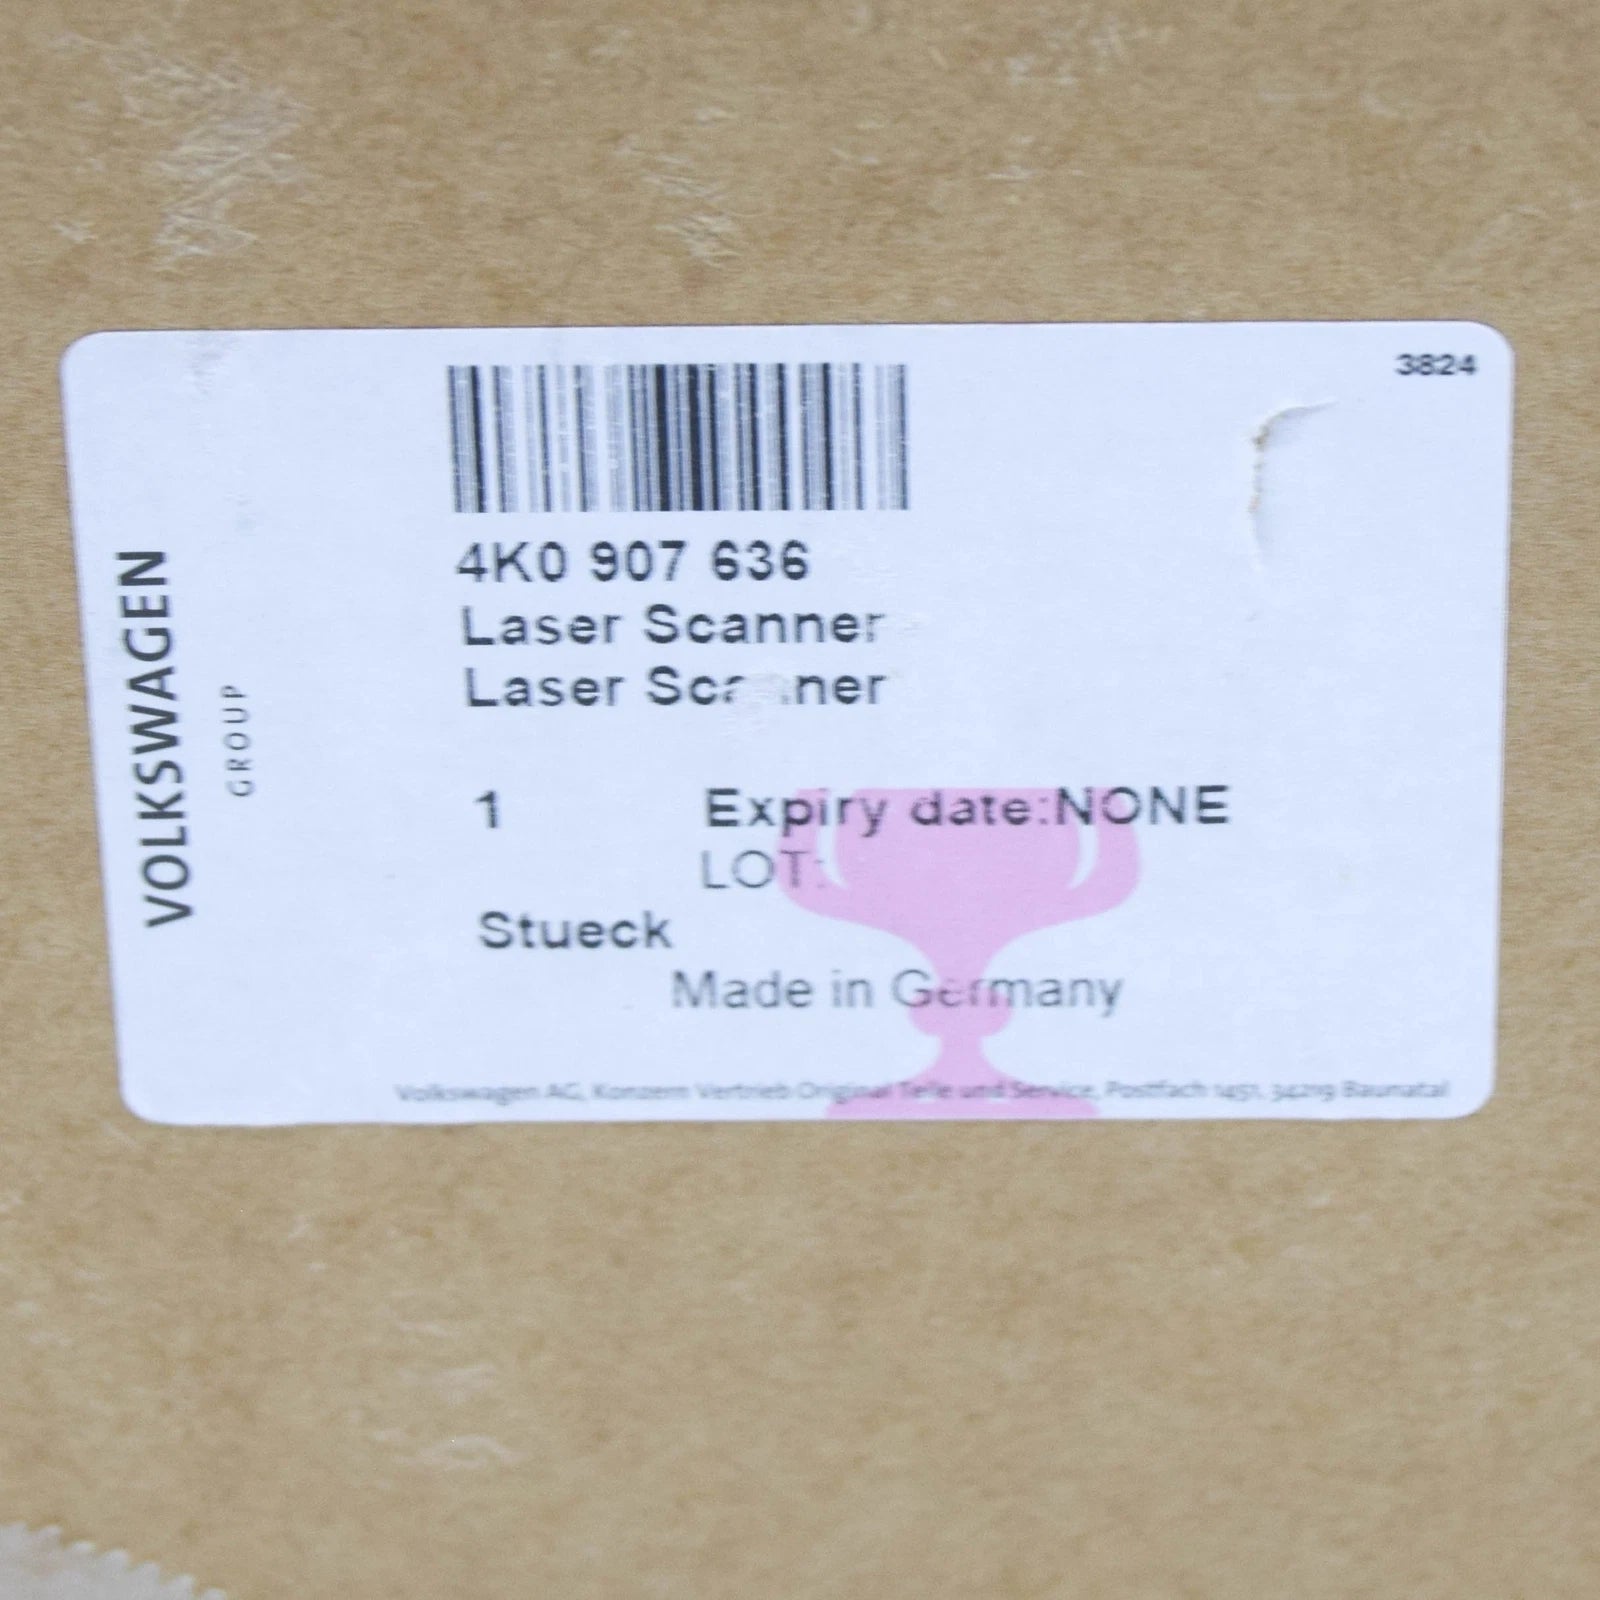 3824
4K0 907 636
Laser Scanner
Laser Scanner
1 Expiry date:NONE
LOT:
Stueck
Made in Germany
Volkswagen AG, Konzern Vertrieb Original Teile und Service, Postfach 1451, 34219 Baunatal
VOLKSWAGEN
GROUP